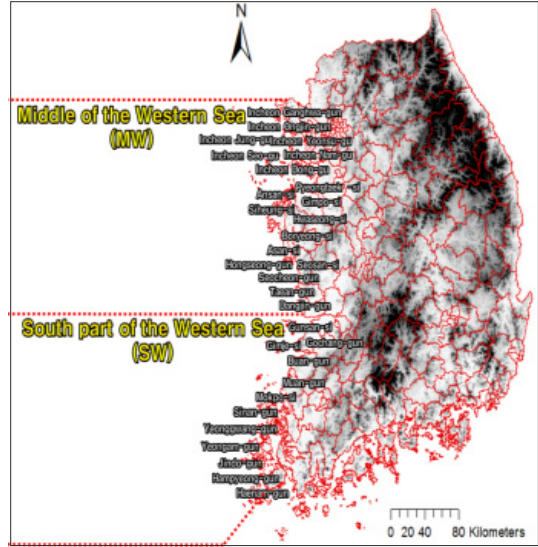 N
Middle of the Western Sea
(MW)
Incheon Ganghwa-gun
Incheon Ongjin-gun
Incheon Jung-gu Incheon Yeonsu-gu
Incheon Seo-gu Incheon Nam-gu
Incheon Dong-gu
Pyeongtaek-si
Ansan-si
Gimpo-si
Siheung-si
Hwaseong-si
Boryeong-si
Asan-si
Hongseong-gun Seosan-si
Seocheon-gun
Taean-gun
Dangjin-gun
South part of the Western Sea
(SW)
Gunsan-si
Gimje-si Gochang-gun
Buan-gun
Muan-gun
Mokpo-si
Sinan-gun
Yeonggwang-gun
Yeongam-gun
Jindo-gun
Hampyeong-gun
Haenam-gun
0 20 40 80 Kilometers